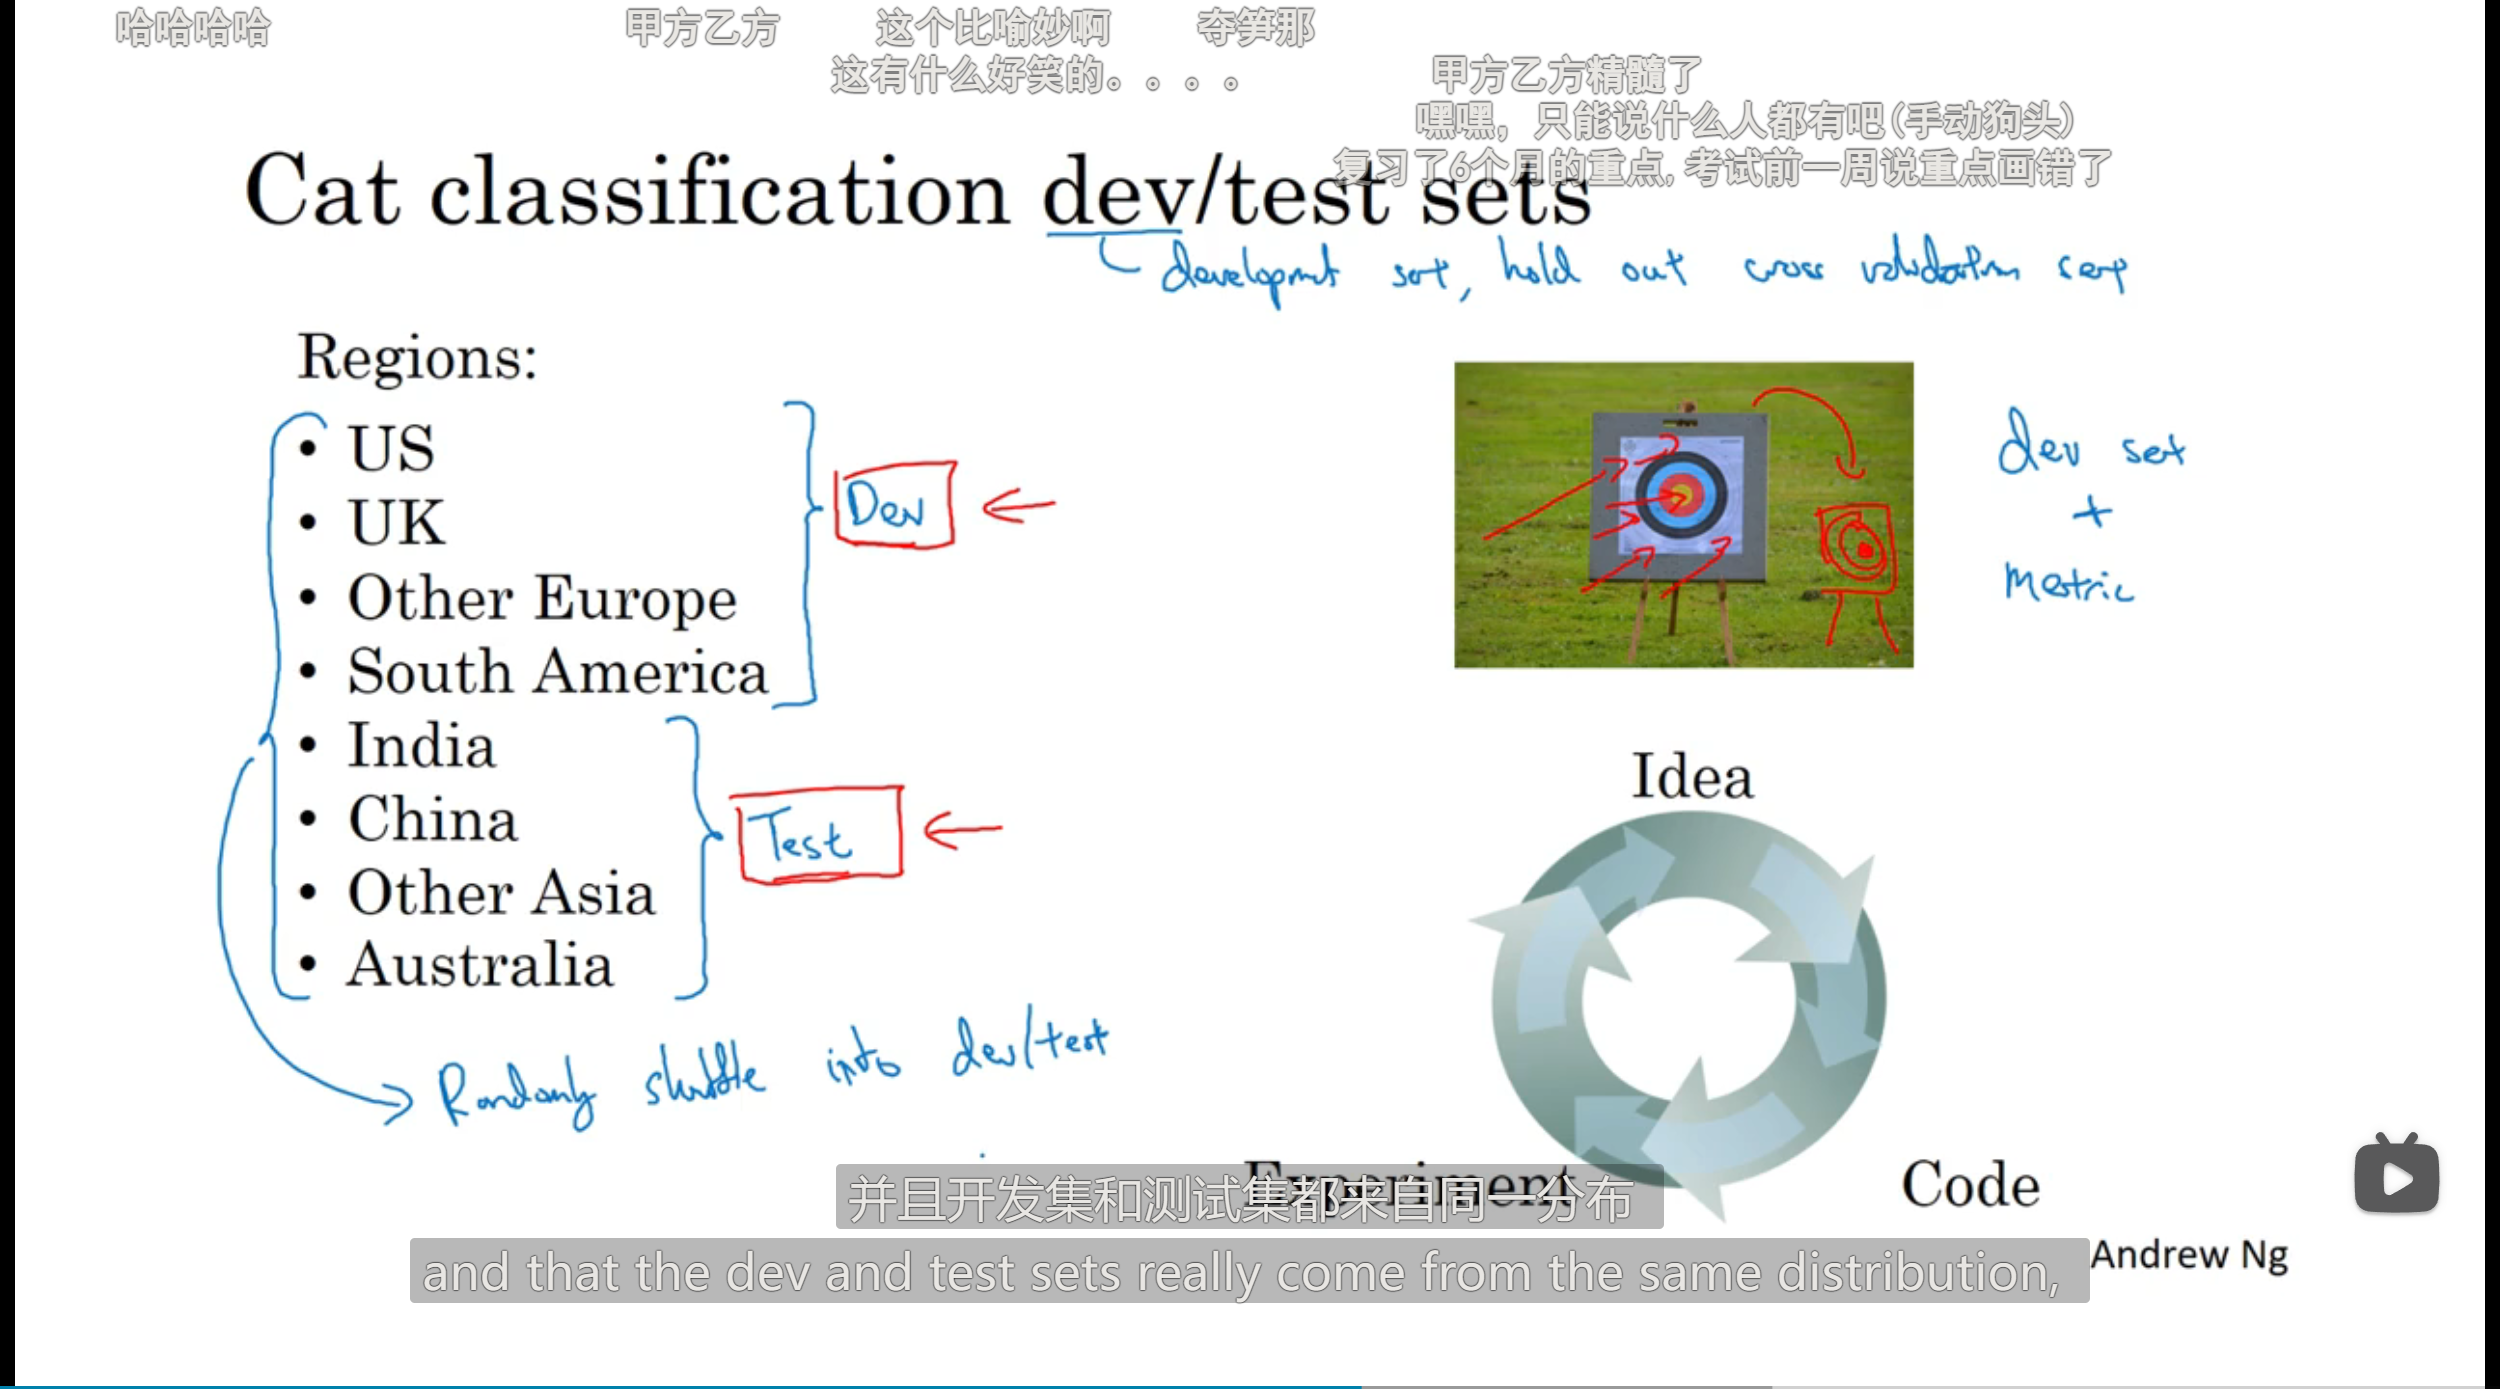 哈哈哈哈 甲方乙方 这个比喻妙啊 夺笋那
这有什么好笑的。。。。 甲方乙方精髓了
嘿嘿，只能说什么人都有吧(手动狗头)
复习了6个月的重点,考试前一周说重点画错了
Cat classification dev/test sets
development set, hold out cross validation set
Regions:
• US
• UK
• Other Europe
• South America
• India
• China
• Other Asia
• Australia
Dev
Test
Randomly shuffle into dev/test
dev set
+
Metric
Idea
Experiment
Code
并且开发集和测试集都来自同一分布
and that the dev and test sets really come from the same distribution,
Andrew Ng